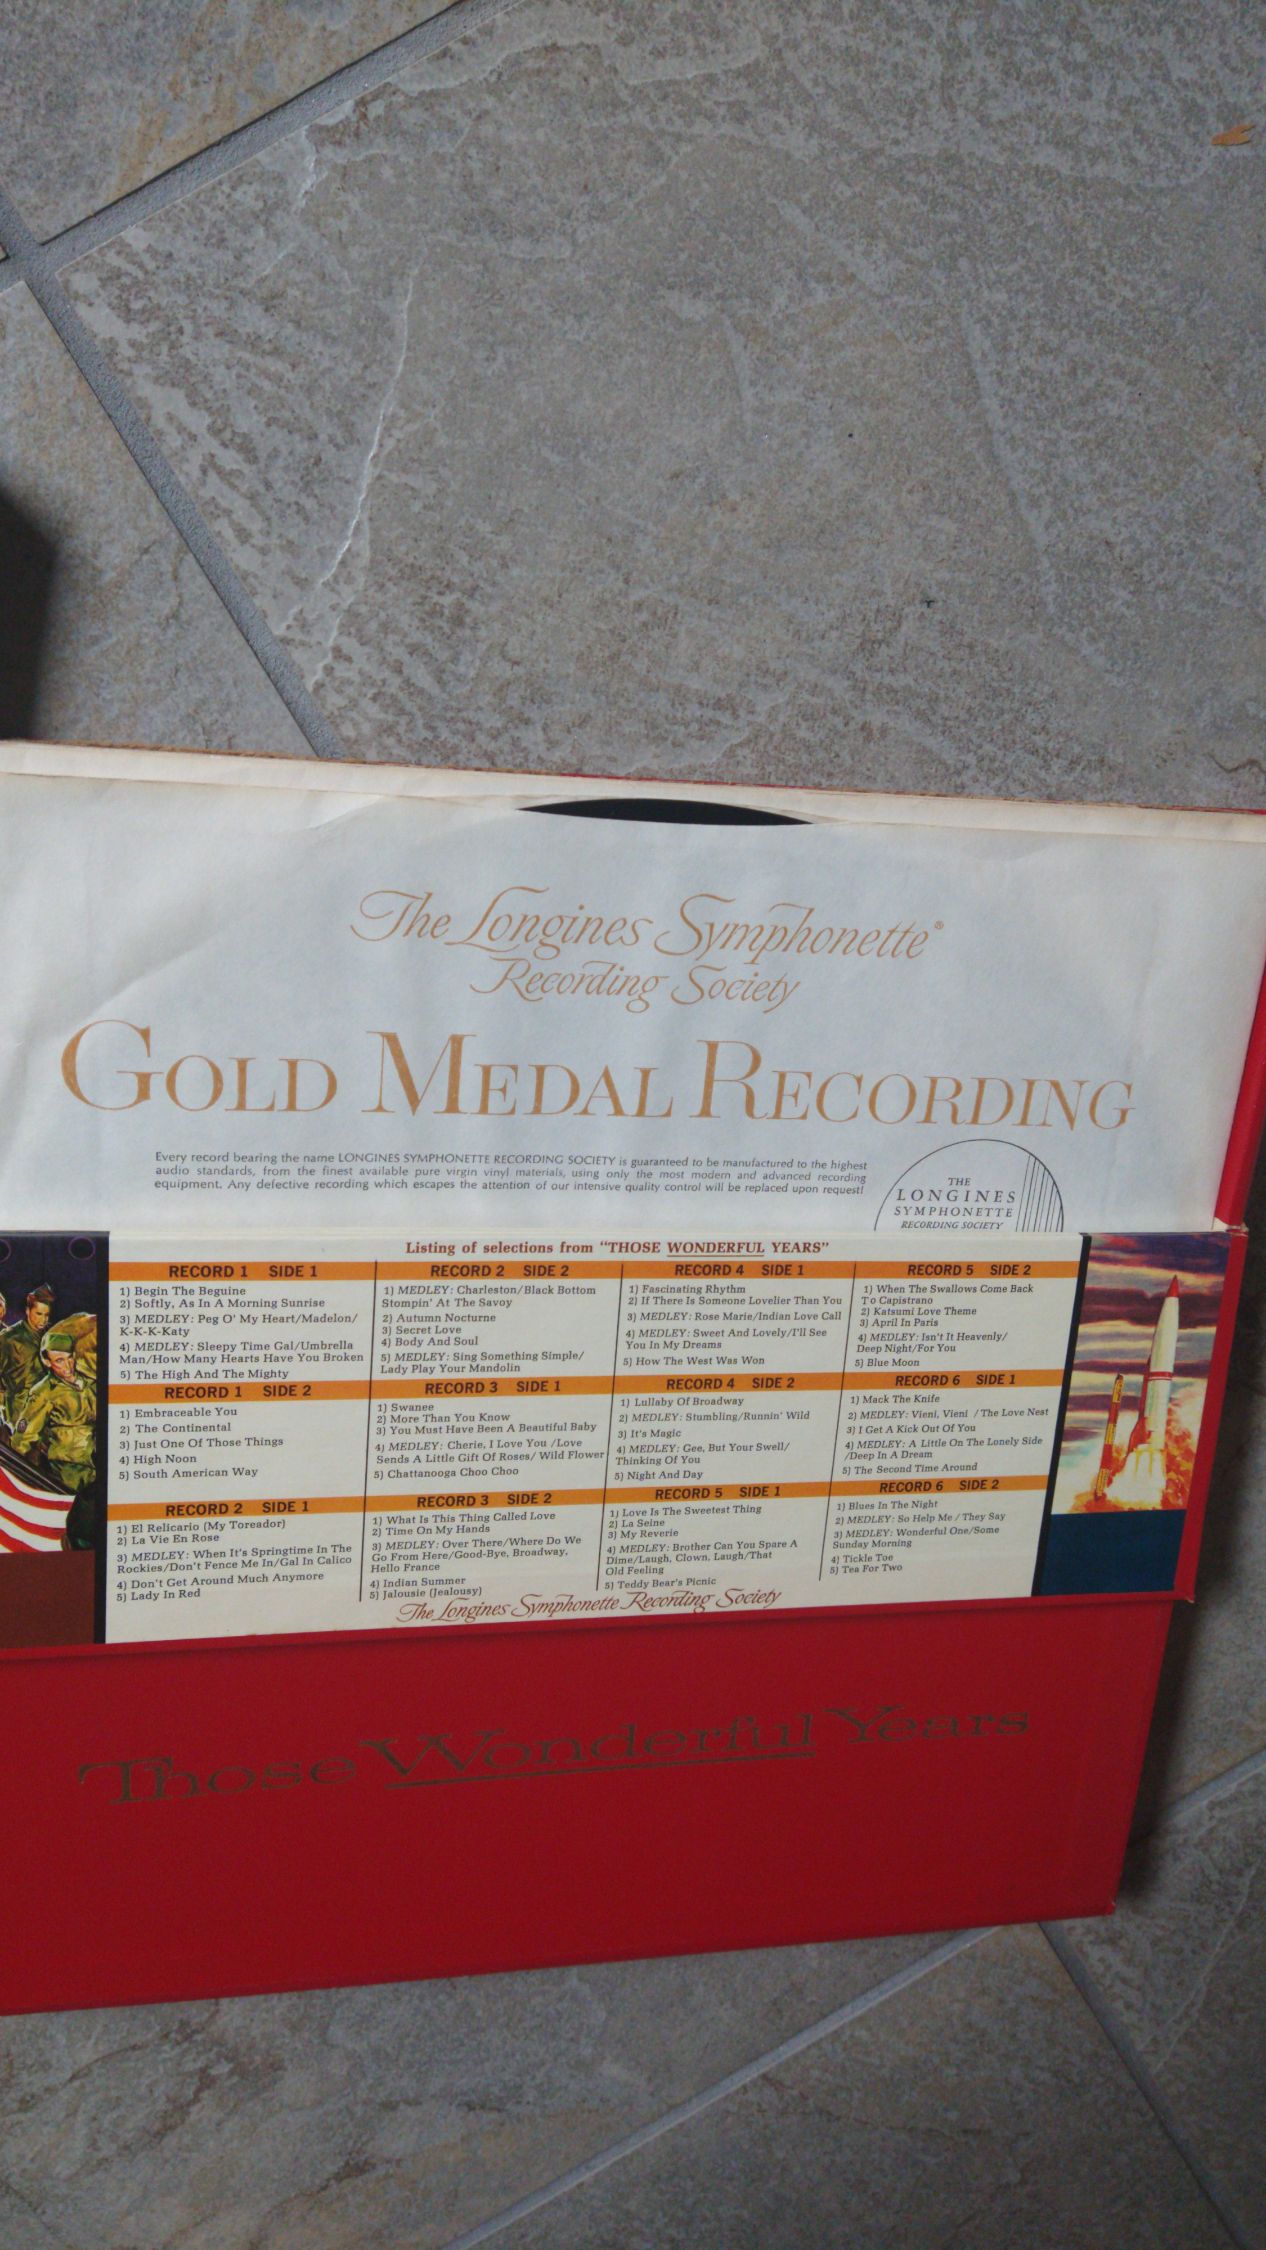 The Longines Symphonette®
Recording Society
GOLD MEDAL RECORDING
Every record bearing the name LONGINES SYMPHONETTE RECORDING SOCIETY is guaranteed to be manufactured to the highest
audio standards, from the finest available pure virgin vinyl materials, using only the most modern and advanced recording
equipment. Any defective recording which escapes the attention of our intensive quality control will be replaced upon request!
THE
LONGINES
SYMPHONETTE
RECORDING SOCIETY
Listing of selections from "THOSE WONDERFUL YEARS"
RECORD 1 SIDE 1
1) Begin The Beguine
2) Softly, As In A Morning Sunrise
3) MEDLEY: Peg O' My Heart/Madelon/
K-K-K-Katy
4) MEDLEY: Sleepy Time Gal/Umbrella
Man/How Many Hearts Have You Broken
5) The High And The Mighty
RECORD 1 SIDE 2
1) Embraceable You
2) The Continental
3) Just One Of Those Things
4) High Noon
5) South American Way
RECORD 2 SIDE 1
1) El Relicario (My Toreador)
2) La Vie En Rose
3) MEDLEY: When It's Springtime In The
Rockies/Don't Fence Me In/Gal In Calico
4) Don't Get Around Much Anymore
5) Lady In Red
RECORD 2 SIDE 2
1) MEDLEY: Charleston/Black Bottom
Stompin' At The Savoy
2) Autumn Nocturne
3) Secret Love
4) Body And Soul
5) MEDLEY: Sing Something Simple/
Lady Play Your Mandolin
RECORD 3 SIDE 1
1) Swanee
2) More Than You Know
3) You Must Have Been A Beautiful Baby
4) MEDLEY: Cherie, I Love You /Love
Sends A Little Gift Of Roses/ Wild Flower
5) Chattanooga Choo Choo
RECORD 3 SIDE 2
1) What Is This Thing Called Love
2) Time On My Hands
3) MEDLEY: Over There/Where Do We
Go From Here/Good-Bye, Broadway,
Hello France
4) Indian Summer
5) Jalousie (Jealousy)
RECORD 4 SIDE 1
1) Fascinating Rhythm
2) If There Is Someone Lovelier Than You
3) MEDLEY: Rose Marie/Indian Love Call
4) MEDLEY: Sweet And Lovely/I'll See
You In My Dreams
5) How The West Was Won
RECORD 4 SIDE 2
1) Lullaby Of Broadway
2) MEDLEY: Stumbling/Runnin' Wild
3) It's Magic
4) MEDLEY: Gee, But Your Swell/
Thinking Of You
5) Night And Day
RECORD 5 SIDE 1
1) Love Is The Sweetest Thing
2) La Seine
3) My Reverie
4) MEDLEY: Brother Can You Spare A
Dime/Laugh, Clown, Laugh/That
Old Feeling
5) Teddy Bear's Picnic
RECORD 5 SIDE 2
1) When The Swallows Come Back
To Capistrano
2) Katsumi Love Theme
3) April In Paris
4) MEDLEY: Isn't It Heavenly/
Deep Night/For You
5) Blue Moon
RECORD 6 SIDE 1
1) Mack The Knife
2) MEDLEY: Vieni, Vieni / The Love Nest
3) I Get A Kick Out Of You
4) MEDLEY: A Little On The Lonely Side
/Deep In A Dream
5) The Second Time Around
RECORD 6 SIDE 2
1) Blues In The Night
2) MEDLEY: So Help Me / They Say
3) MEDLEY: Wonderful One/Some
Sunday Morning
4) Tickle Toe
5) Tea For Two
The Longines Symphonette Recording Society
Those Wonderful Years